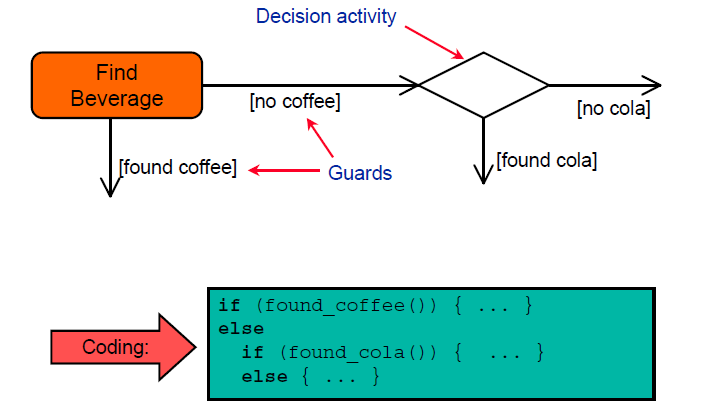 Decision activity
Find
Beverage
[no coffee]
[no cola]
[found coffee]
Guards
[found cola]
Coding:
if (found_coffee()) { ... }
else
if (found_cola()) { ... }
else { ... }